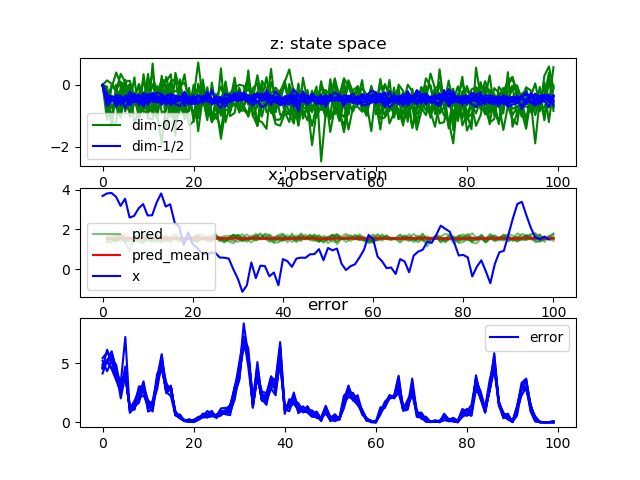 z: state space
0
−2
dim-0/2
dim-1/2
0 20 40 60 80 100
x: observation
4
2
0
pred
pred_mean
x
0 20 40 60 80 100
error
5
0
error
0 20 40 60 80 100